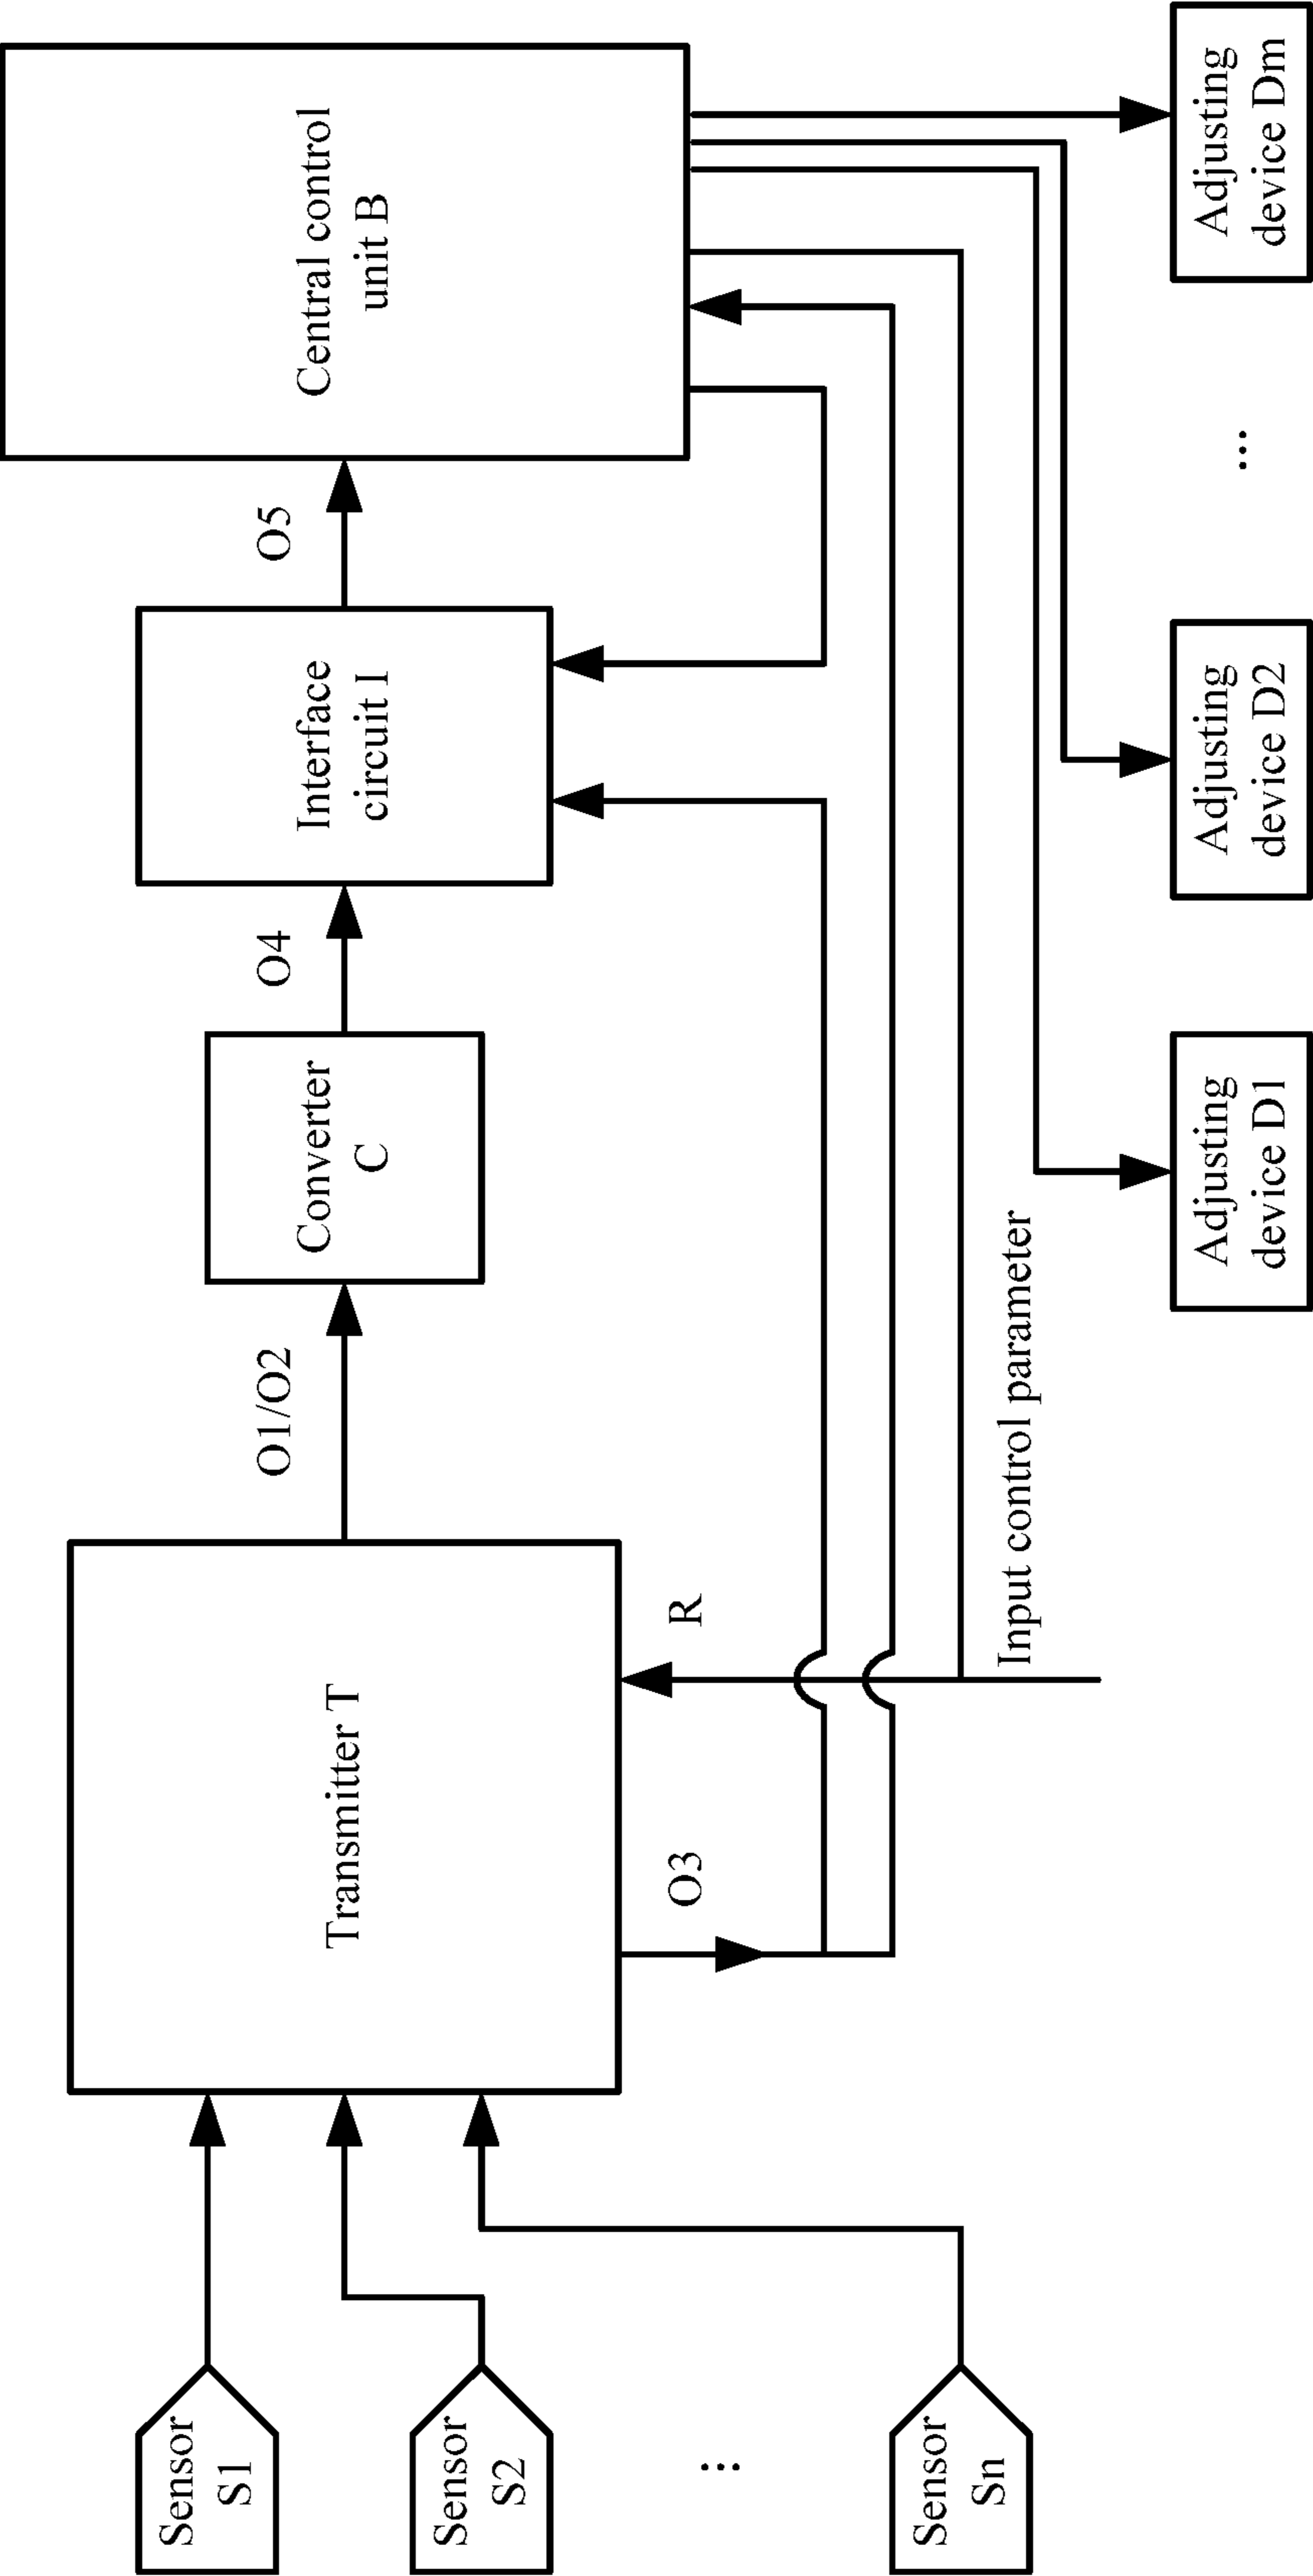 Sensor
S1
Sensor
S2
...
Sensor
Sn
Transmitter T
O1/O2
O3
R
Input control parameter
Converter
C
O4
Interface
circuit I
O5
Central control
unit B
Adjusting
device D1
Adjusting
device D2
...
Adjusting
device Dm